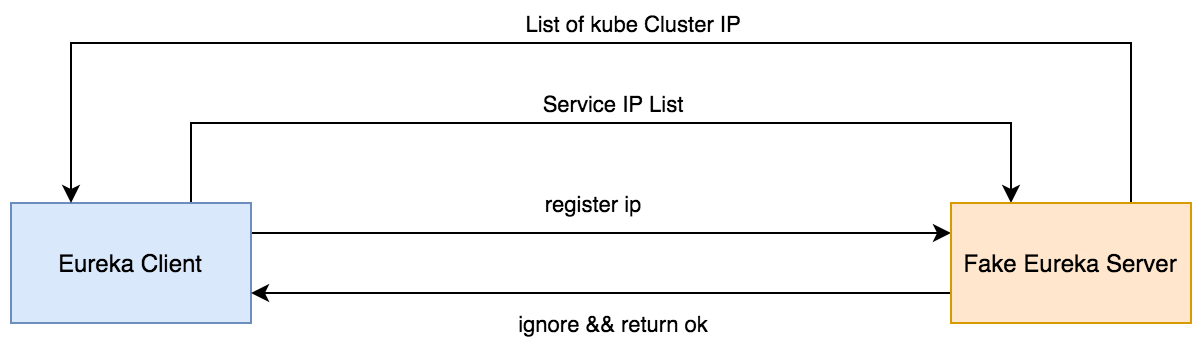 List of kube Cluster IP
Service IP List
register ip
Eureka Client
Fake Eureka Server
ignore && return ok